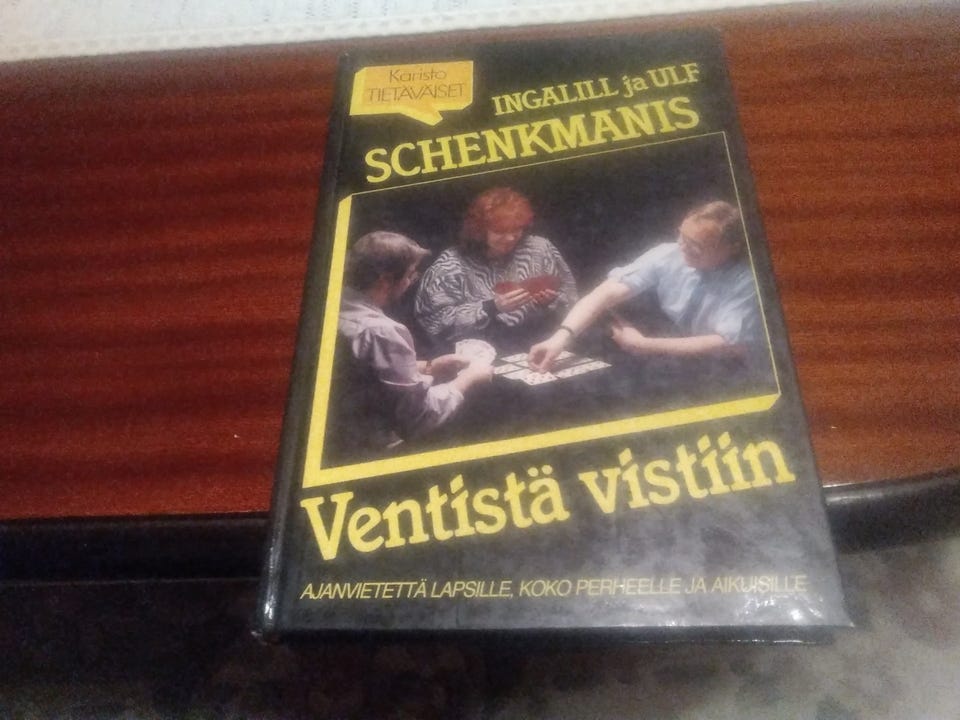 Karisto
TIETÄVÄISET
INGALILL ja ULF
SCHENKMANIS
Ventistä vistiin
AJANVIETETTÄ LAPSILLE, KOKO PERHEELLE JA AIKUISILLE